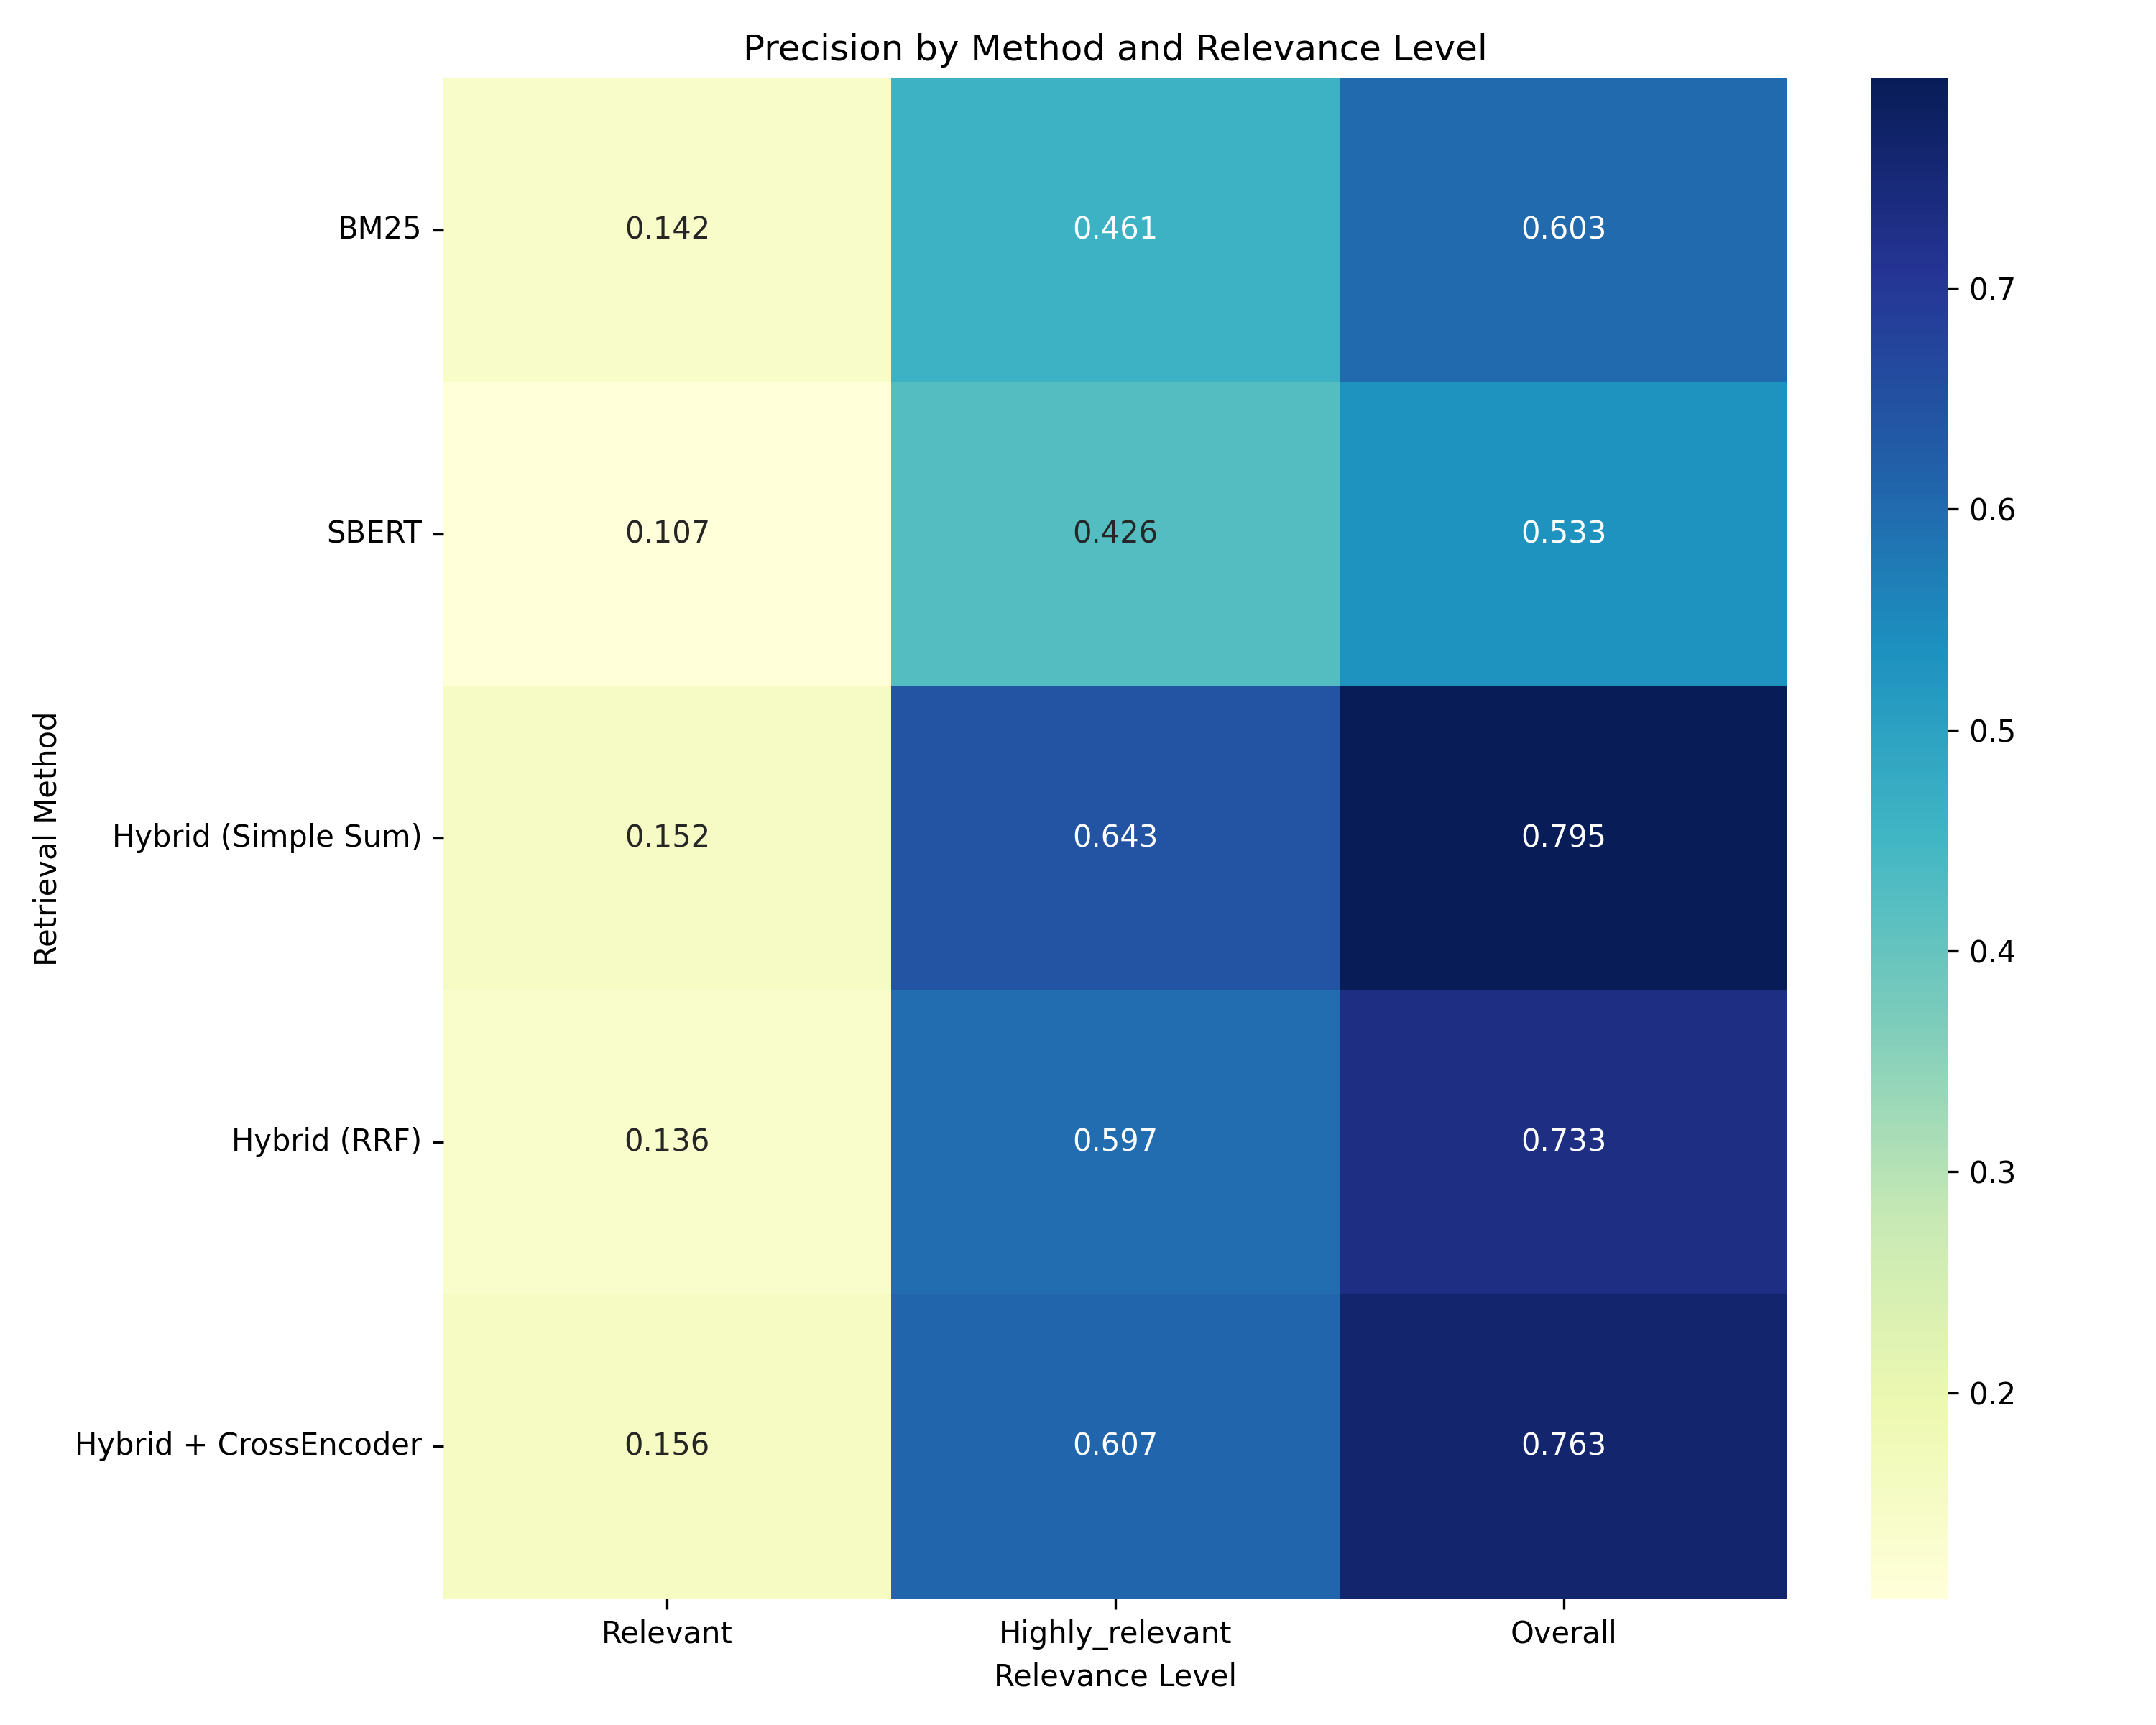 Precision by Method and Relevance Level
Retrieval Method
BM25 0.142 0.461 0.603
SBERT 0.107 0.426 0.533
Hybrid (Simple Sum) 0.152 0.643 0.795
Hybrid (RRF) 0.136 0.597 0.733
Hybrid + CrossEncoder 0.156 0.607 0.763
Relevant Highly_relevant Overall
Relevance Level
0.7
0.6
0.5
0.4
0.3
0.2